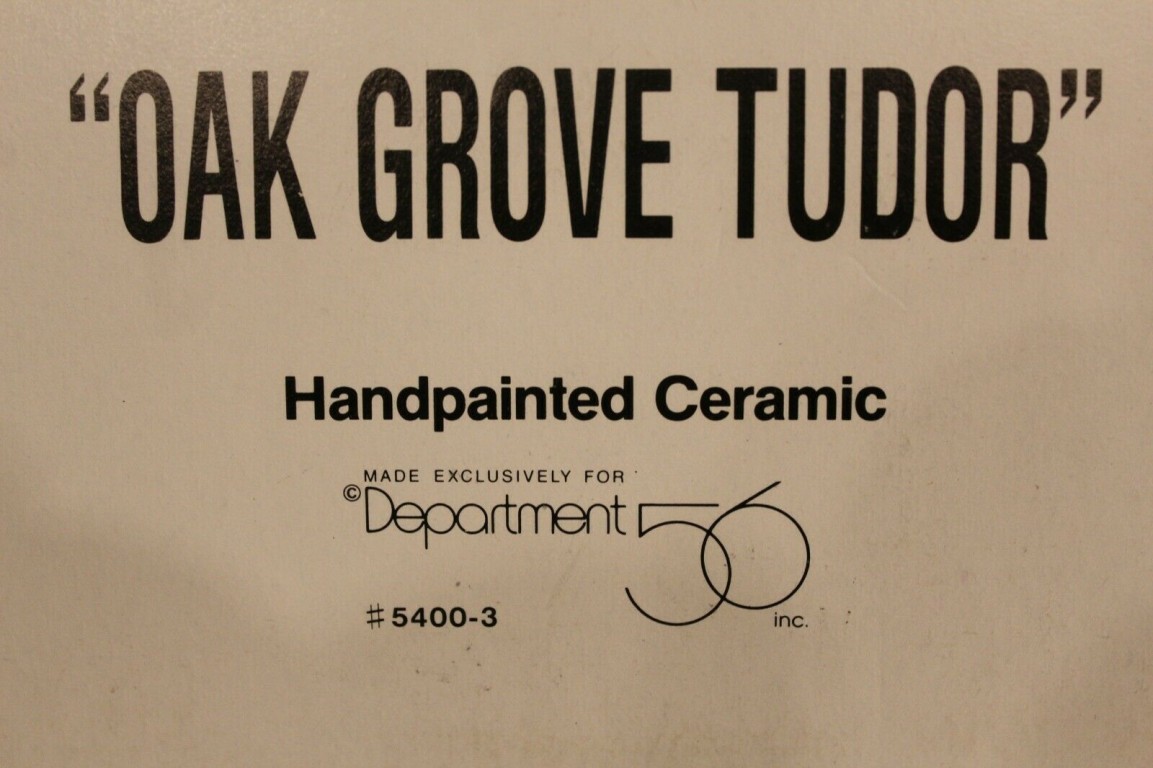 “OAK GROVE TUDOR”
Handpainted Ceramic
MADE EXCLUSIVELY FOR
©Department 56
inc.
#5400-3